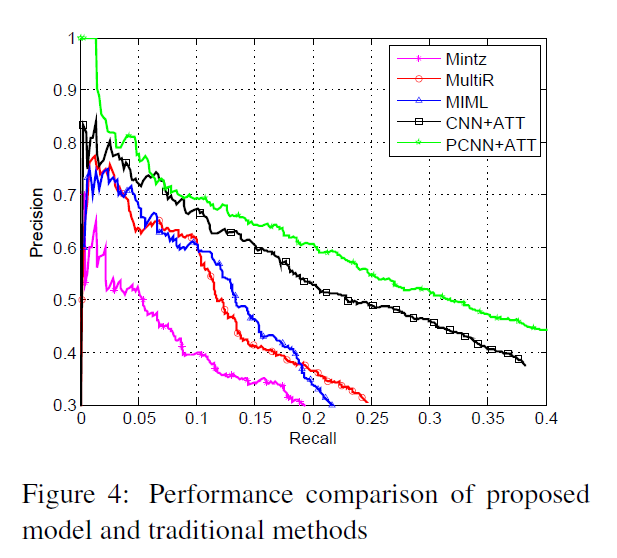 1
0.9
0.8
0.7
0.6
0.5
0.4
0.3
Precision
Mintz
MultiR
MIML
CNN+ATT
PCNN+ATT
0 0.05 0.1 0.15 0.2 0.25 0.3 0.35 0.4
Recall
Figure 4: Performance comparison of proposed
model and traditional methods